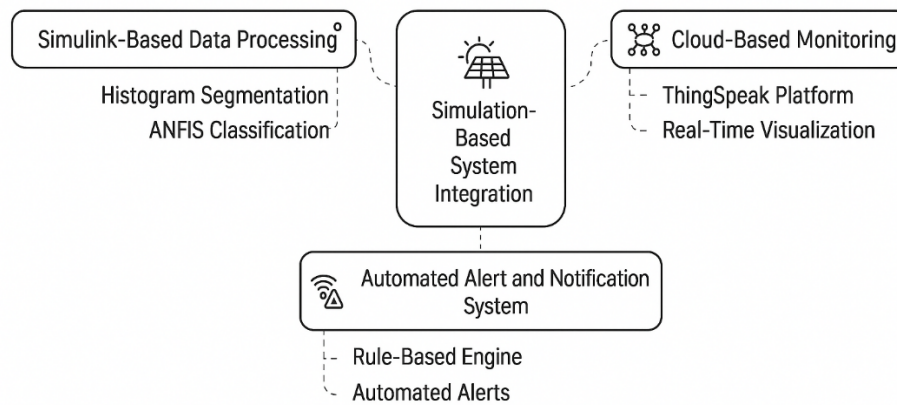 Simulink-Based Data Processing
Histogram Segmentation
ANFIS Classification
Simulation-
Based
System
Integration
Cloud-Based Monitoring
ThingSpeak Platform
Real-Time Visualization
Automated Alert and Notification
System
Rule-Based Engine
Automated Alerts